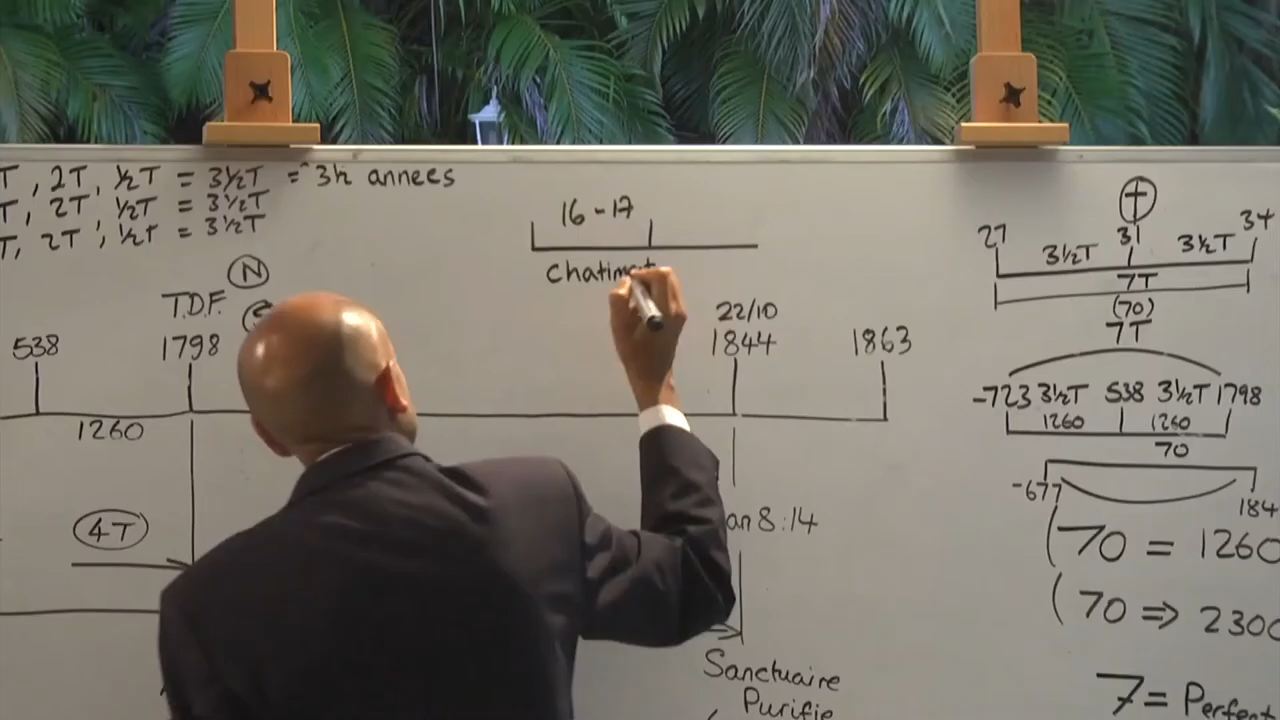 T, 2T, ½T = 3½T = 3½ annees
T, 2T, ½T = 3½T
T, 2T, ½T = 3½T
N
T.D.F.
538
1798
1260
4T
16-17
22/10
1844
1863
an 8:14
Sanctuaire
Purifie
27 31 34
3½T 3½T
7T
(70)
7T
-723 3½T 538 3½T 1798
1260 1260
70
-677 184
(70 = 1260
(70 ⇒ 2300
7 = Perfect